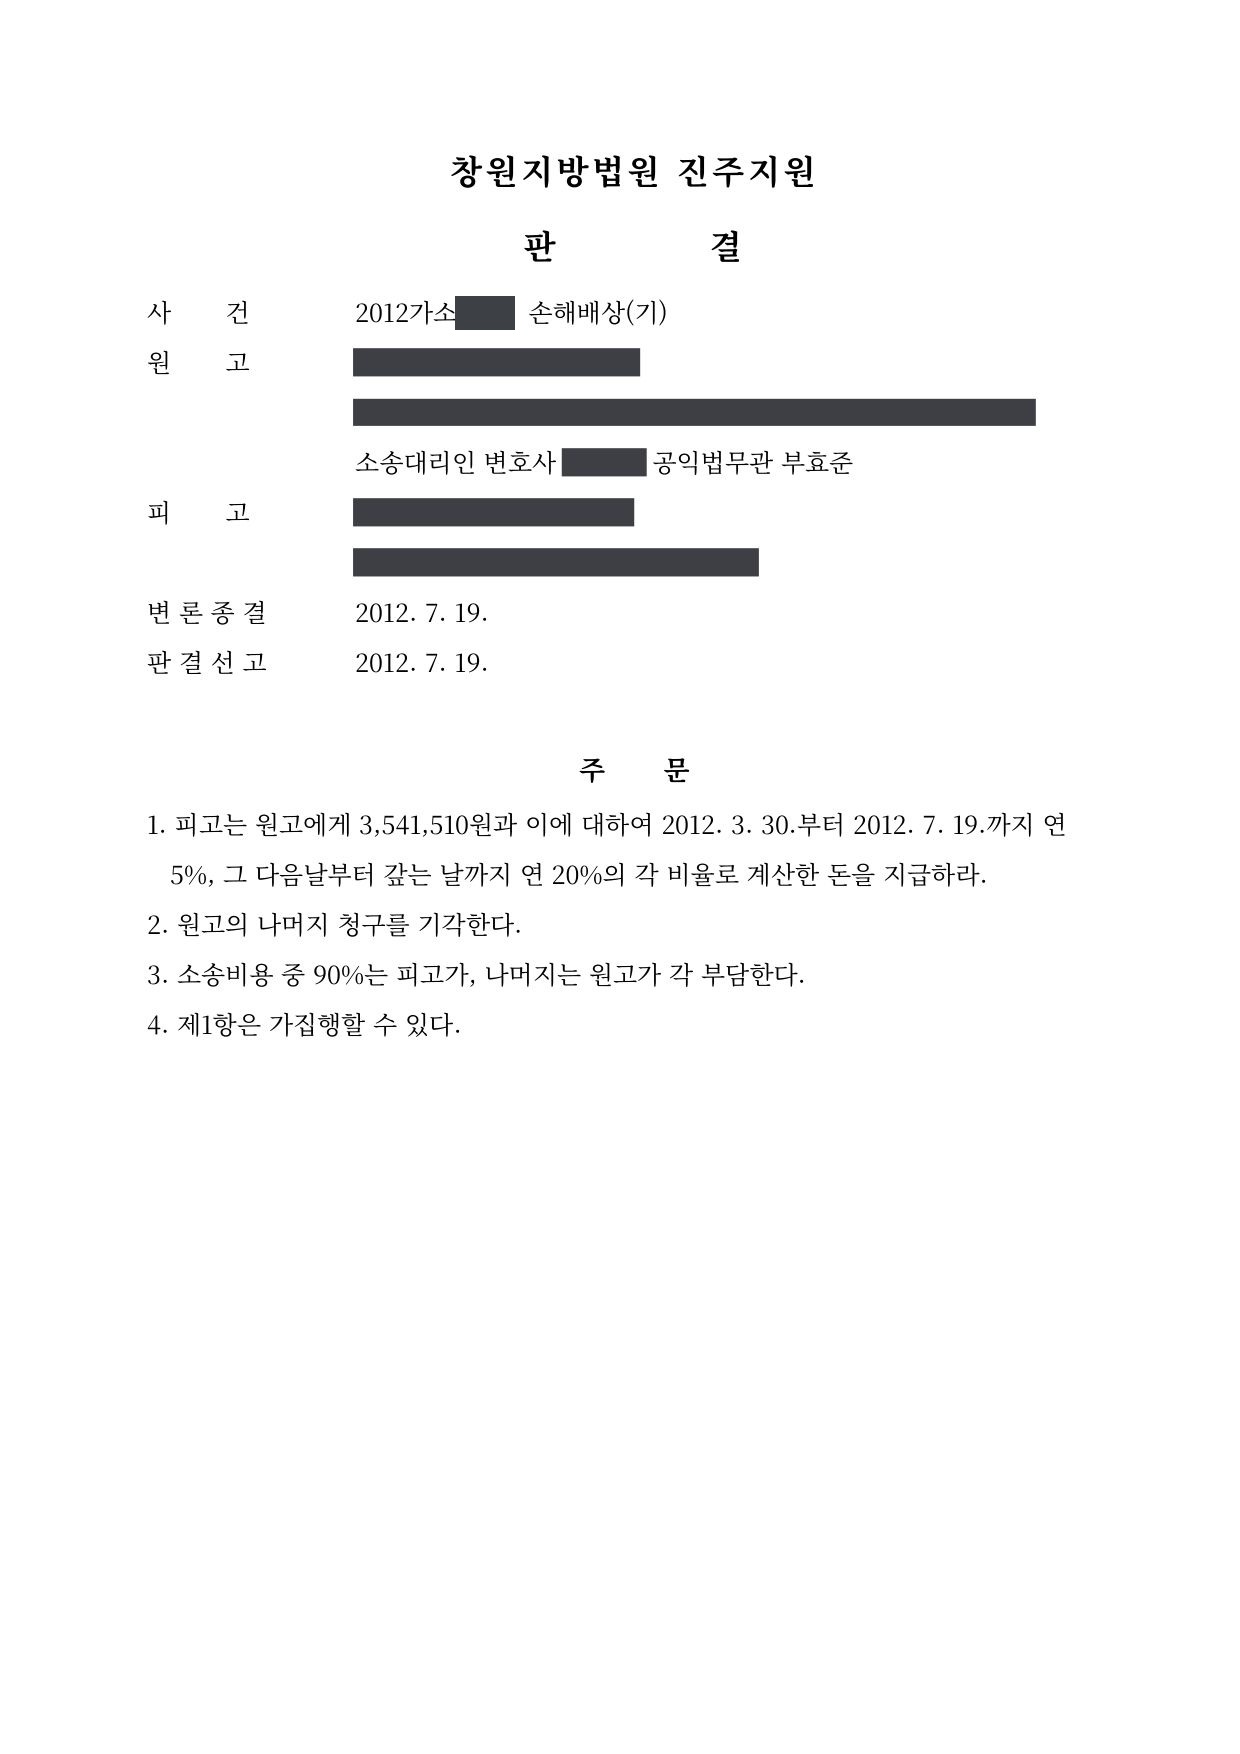 창원지방법원 진주지원
판 결
사 건 2012가소 손해배상(기)
원 고
소송대리인 변호사 공익법무관 부효준
피 고
변 론 종 결 2012. 7. 19.
판 결 선 고 2012. 7. 19.
주 문
1. 피고는 원고에게 3,541,510원과 이에 대하여 2012. 3. 30.부터 2012. 7. 19.까지 연
5%, 그 다음날부터 갚는 날까지 연 20%의 각 비율로 계산한 돈을 지급하라.
2. 원고의 나머지 청구를 기각한다.
3. 소송비용 중 90%는 피고가, 나머지는 원고가 각 부담한다.
4. 제1항은 가집행할 수 있다.